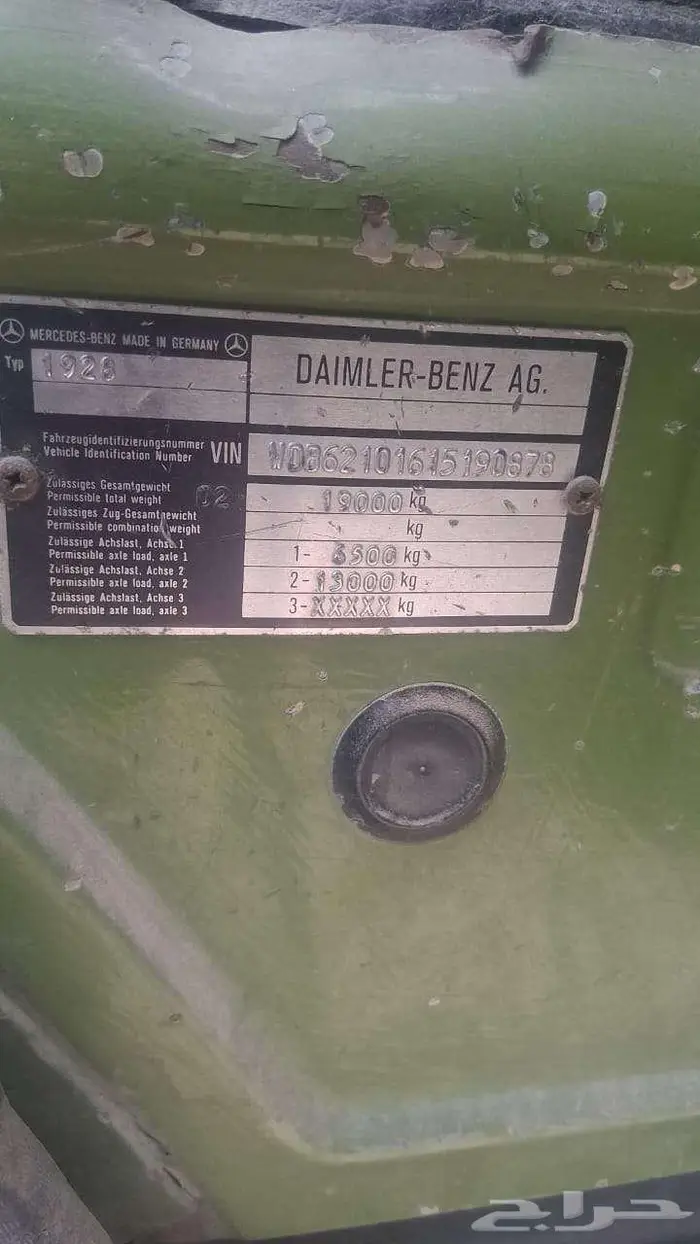 MERCEDES-BENZ MADE IN GERMANY
Typ 1928
DAIMLER-BENZ AG.
Fahrzeugidentifizierungsnummer
Vehicle Identification Number VIN WDB62101615190878
Zulässiges Gesamtgewicht
Permissible total weight 02 19000 kg
Zulässiges Zug-Gesamtgewicht
Permissible combination weight kg
Zulässige Achslast, Achse 1
Permissible axle load, axle 1 1- 6500 kg
Zulässige Achslast, Achse 2
Permissible axle load, axle 2 2- 13000 kg
Zulässige Achslast, Achse 3
Permissible axle load, axle 3 3- XXXXX kg
حراج